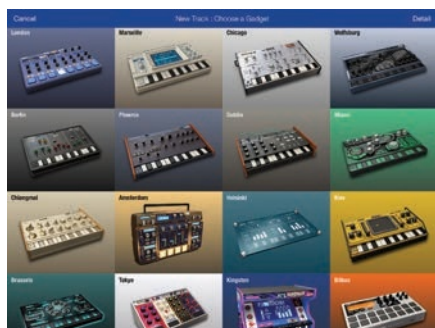 Cancel New Track : Choose a Gadget Detail
London Marseille Chicago Wolfsburg
Berlin Phoenix Dublin Miami
Chiangmai Amsterdam Helsinki Kiev
Brussels Tokyo Kingston Bilbao